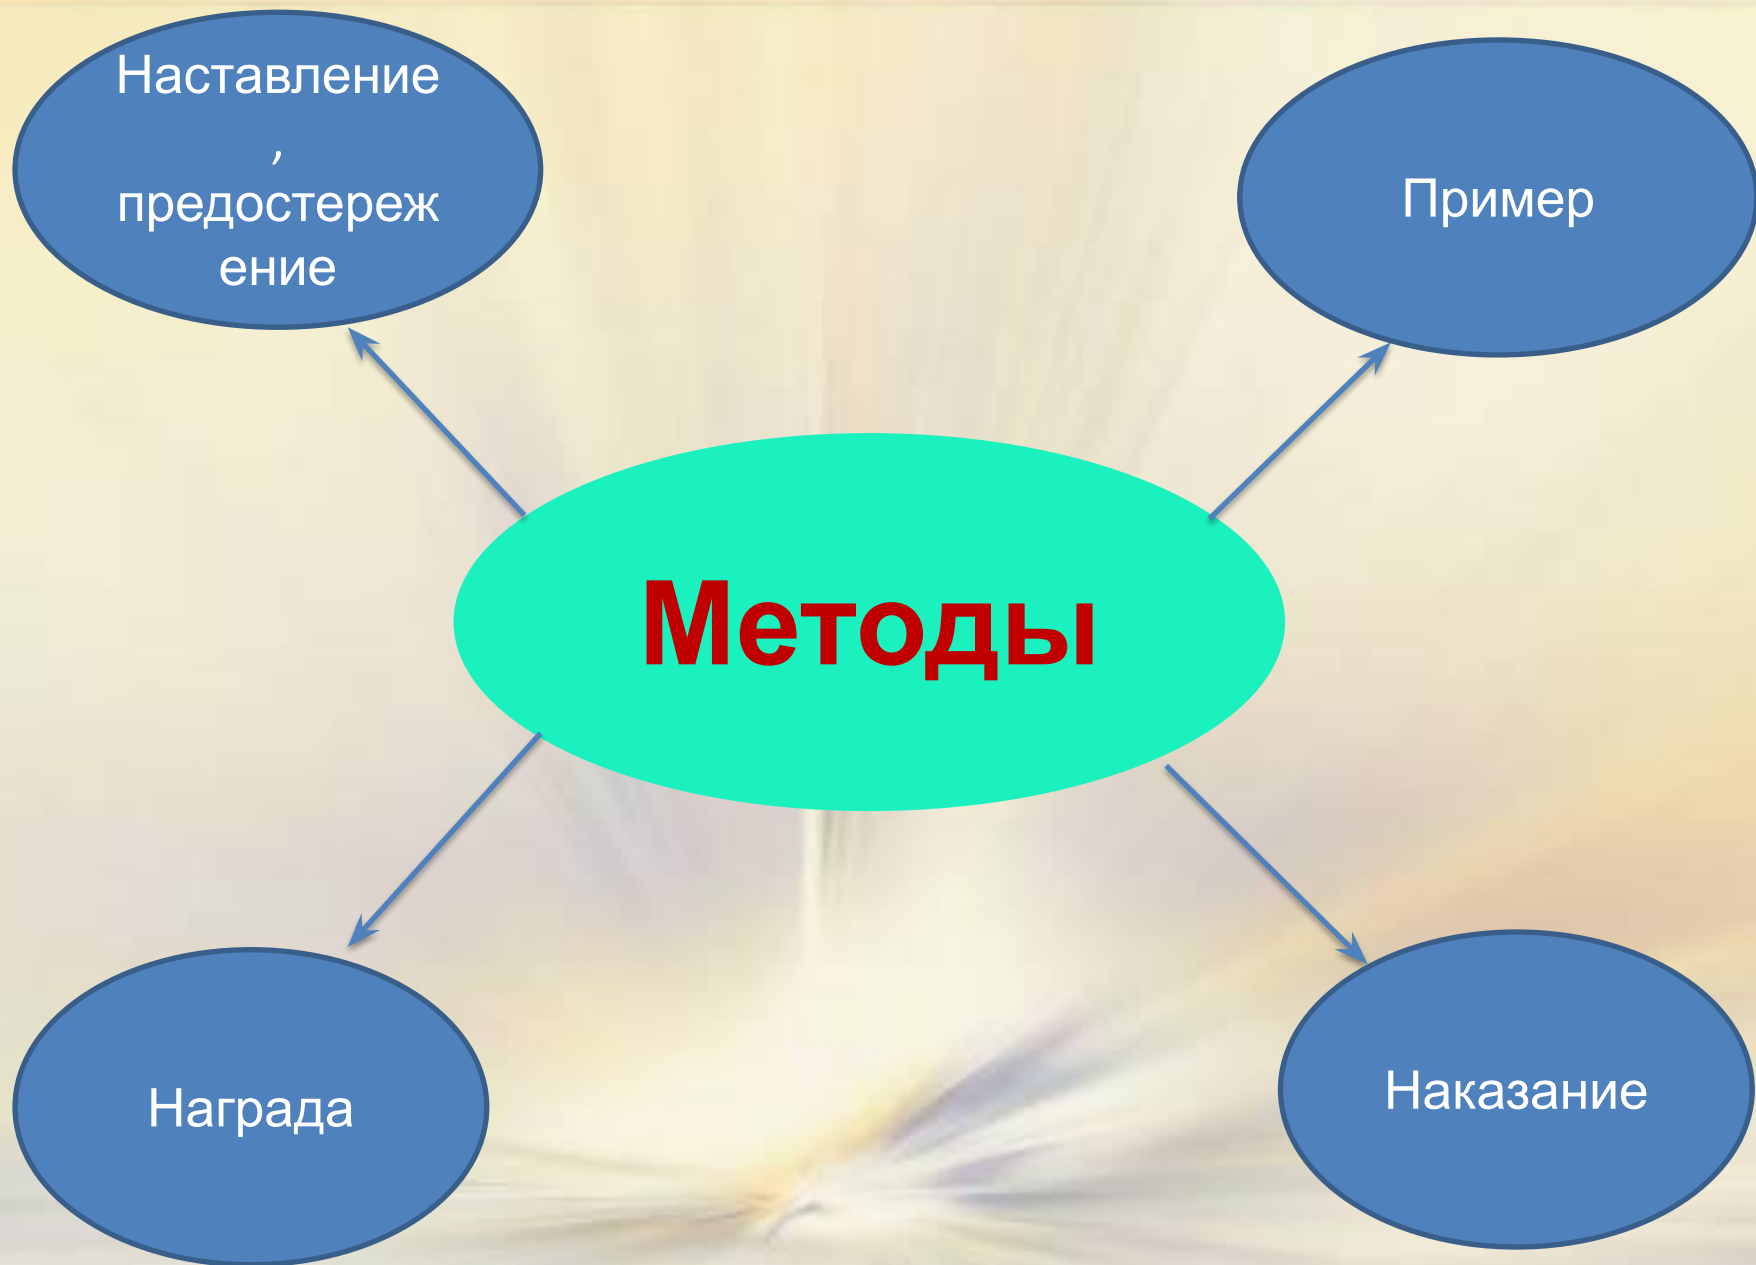 Наставление
,
предостереж
ение
Пример
Методы
Награда
Наказание